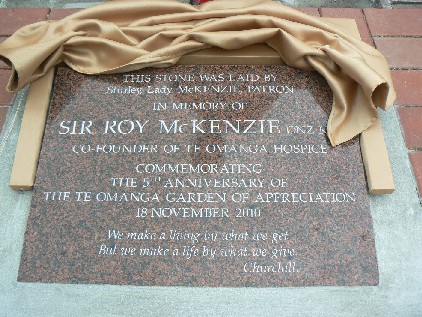 THIS STONE WAS LAID BY
Shirley, Lady McKENZIE, PATRON
IN MEMORY OF
SIR ROY McKENZIE ONZ K
CO-FOUNDER OF TE OMANGA HOSPICE
COMMEMORATING
THE 5TH ANNIVERSARY OF
THE TE OMANGA GARDEN OF APPRECIATION
18 NOVEMBER 2010
We make a living by what we get
But we make a life by what we give.
Churchill.